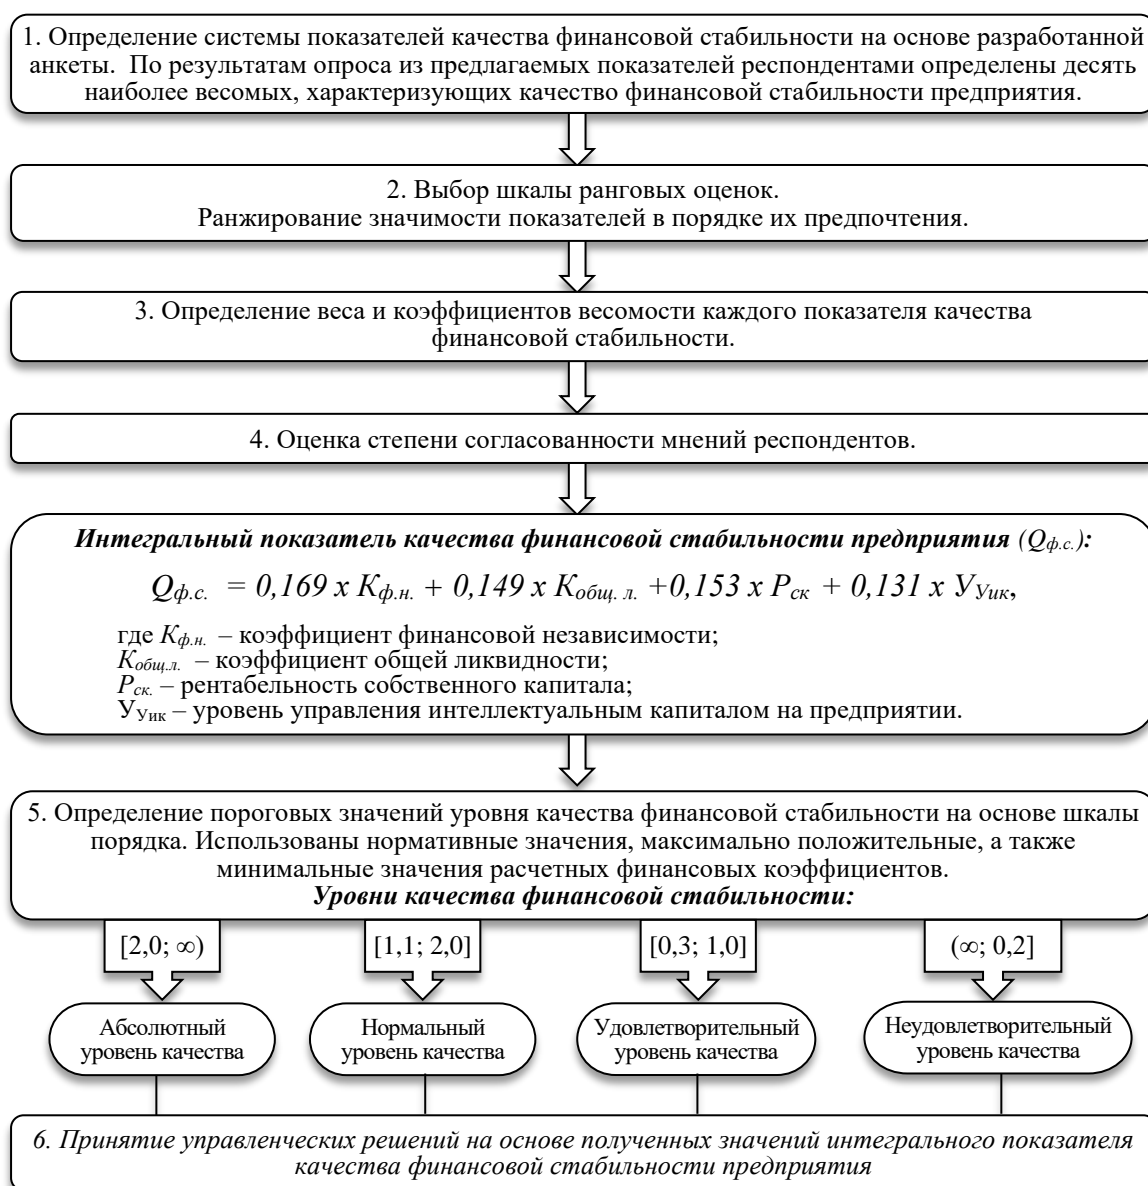 1. Определение системы показателей качества финансовой стабильности на основе разработанной
анкеты. По результатам опроса из предлагаемых показателей респондентами определены десять
наиболее весомых, характеризующих качество финансовой стабильности предприятия.
2. Выбор шкалы ранговых оценок.
Ранжирование значимости показателей в порядке их предпочтения.
3. Определение веса и коэффициентов весомости каждого показателя качества
финансовой стабильности.
4. Оценка степени согласованности мнений респондентов.
Интегральный показатель качества финансовой стабильности предприятия (Qф.с.):
Qф.с. = 0,169 x Kф.н. + 0,149 x Kобщ. л. +0,153 x Pск + 0,131 x УУик,
где Kф.н. – коэффициент финансовой независимости;
Kобщ.л. – коэффициент общей ликвидности;
Pск. – рентабельность собственного капитала;
УУик – уровень управления интеллектуальным капиталом на предприятии.
5. Определение пороговых значений уровня качества финансовой стабильности на основе шкалы
порядка. Использованы нормативные значения, максимально положительные, а также
минимальные значения расчетных финансовых коэффициентов.
Уровни качества финансовой стабильности:
[2,0; ∞) [1,1; 2,0] [0,3; 1,0] (∞; 0,2]
Абсолютный
уровень качества
Нормальный
уровень качества
Удовлетворительный
уровень качества
Неудовлетворительный
уровень качества
6. Принятие управленческих решений на основе полученных значений интегрального показателя
качества финансовой стабильности предприятия